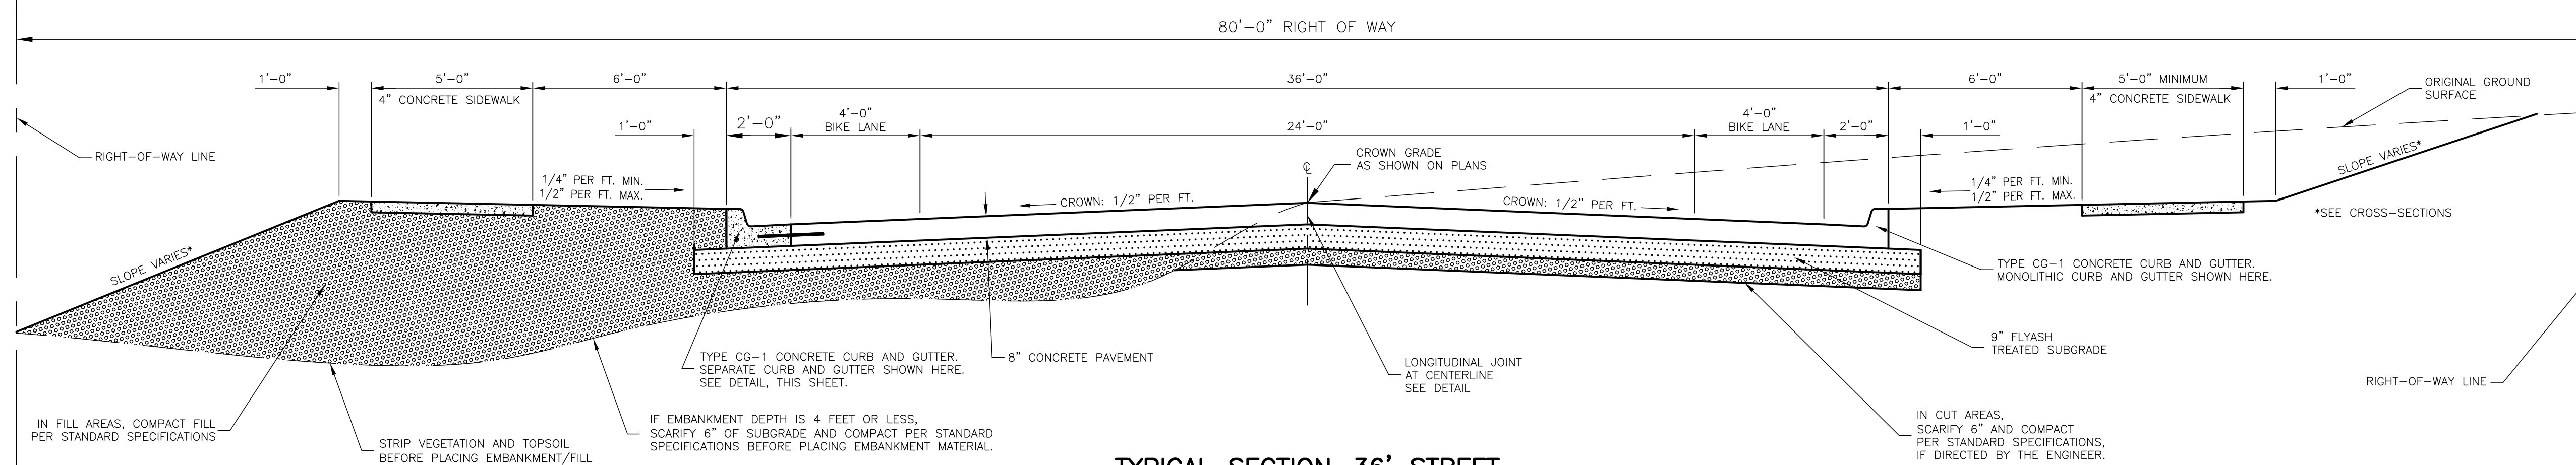 80'-0" RIGHT OF WAY
1'-0"
5'-0"
4" CONCRETE SIDEWALK
6'-0"
36'-0"
6'-0"
5'-0" MINIMUM
4" CONCRETE SIDEWALK
1'-0"
ORIGINAL GROUND
SURFACE
1'-0"
2'-0"
4'-0"
BIKE LANE
24'-0"
4'-0"
BIKE LANE
2'-0"
1'-0"
RIGHT-OF-WAY LINE
1/4" PER FT. MIN.
1/2" PER FT. MAX.
CROWN GRADE
AS SHOWN ON PLANS
℄
CROWN: 1/2" PER FT.
CROWN: 1/2" PER FT.
1/4" PER FT. MIN.
1/2" PER FT. MAX.
SLOPE VARIES*
*SEE CROSS-SECTIONS
SLOPE VARIES*
TYPE CG-1 CONCRETE CURB AND GUTTER.
MONOLITHIC CURB AND GUTTER SHOWN HERE.
9" FLYASH
TREATED SUBGRADE
TYPE CG-1 CONCRETE CURB AND GUTTER.
SEPARATE CURB AND GUTTER SHOWN HERE.
SEE DETAIL, THIS SHEET.
8" CONCRETE PAVEMENT
LONGITUDINAL JOINT
AT CENTERLINE
SEE DETAIL
RIGHT-OF-WAY LINE
IN FILL AREAS, COMPACT FILL
PER STANDARD SPECIFICATIONS
STRIP VEGETATION AND TOPSOIL
BEFORE PLACING EMBANKMENT/FILL
IF EMBANKMENT DEPTH IS 4 FEET OR LESS,
SCARIFY 6" OF SUBGRADE AND COMPACT PER STANDARD
SPECIFICATIONS BEFORE PLACING EMBANKMENT MATERIAL.
IN CUT AREAS,
SCARIFY 6" AND COMPACT
PER STANDARD SPECIFICATIONS,
IF DIRECTED BY THE ENGINEER.
TYPICAL SECTION, 36' STREET